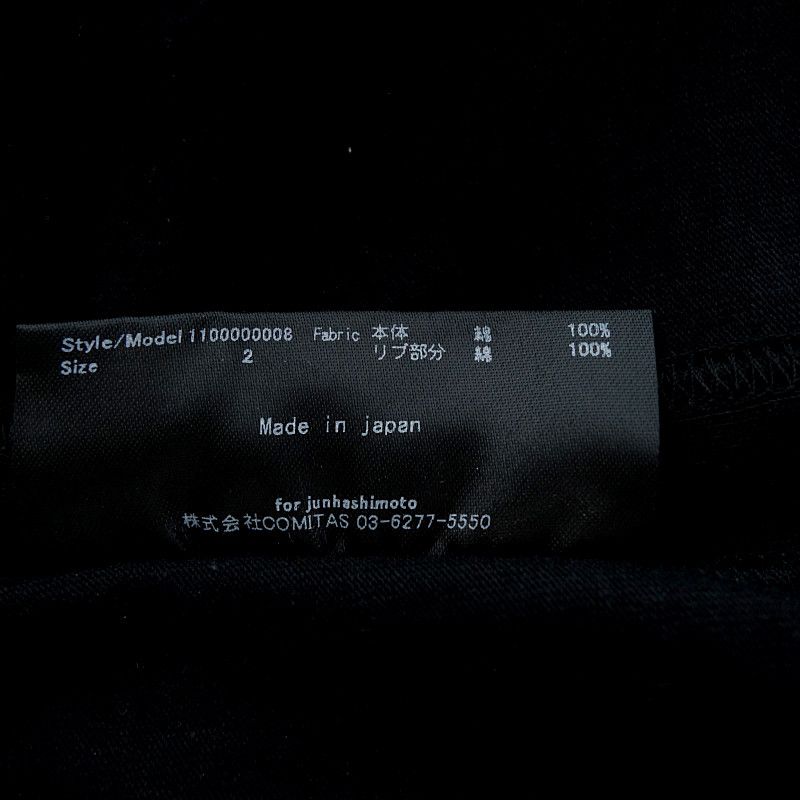 Style/Model 1100000008 Fabric 本体 綿 100%
Size 2 リブ部分 綿 100%
Made in japan
for junhashimoto
株式会社COMITAS 03-6277-5550